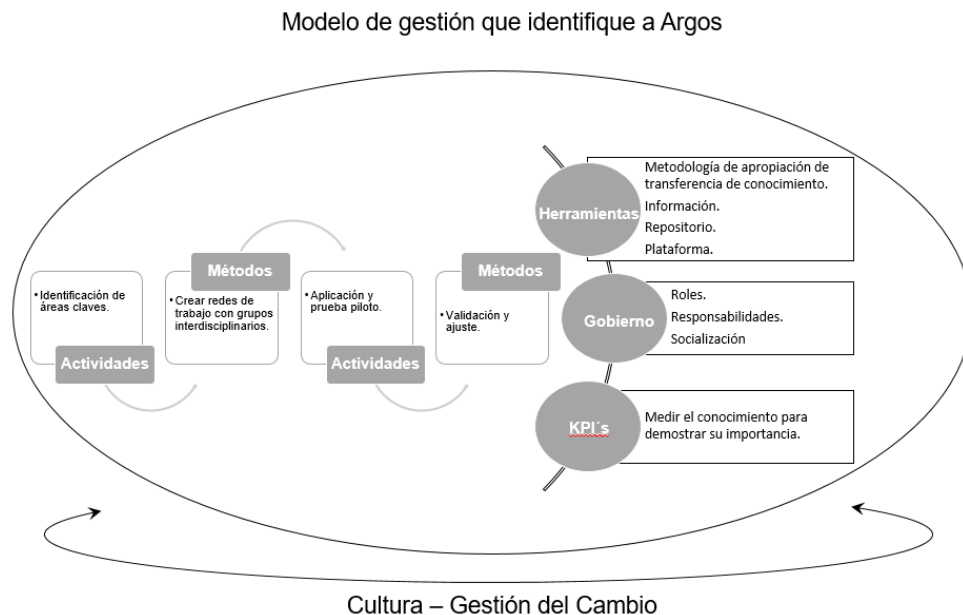 Modelo de gestión que identifique a Argos
• Identificación de
áreas claves.
Actividades
Métodos
• Crear redes de
trabajo con grupos
interdisciplinarios.
• Aplicación y
prueba piloto.
Actividades
Métodos
• Validación y
ajuste.
Herramientas
Metodología de apropiación de
transferencia de conocimiento.
Información.
Repositorio.
Plataforma.
Gobierno
Roles.
Responsabilidades.
Socialización
KPI´s
Medir el conocimiento para
demostrar su importancia.
Cultura – Gestión del Cambio